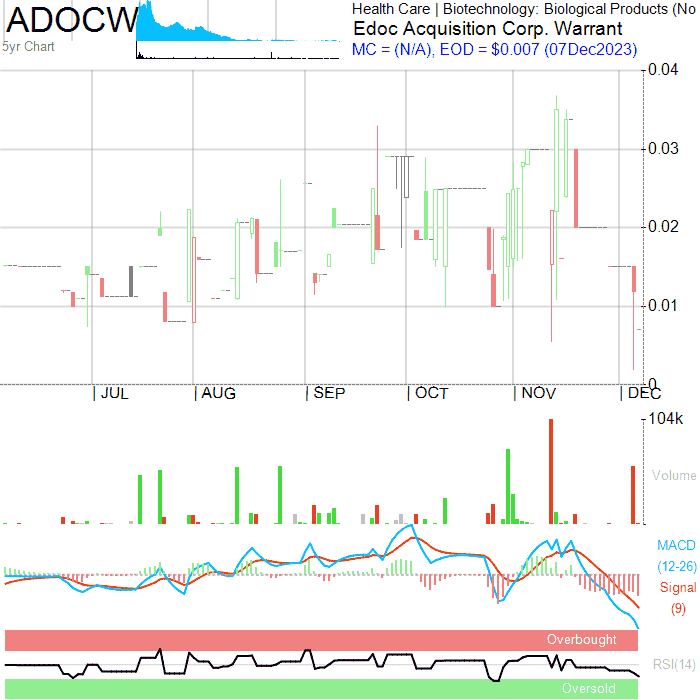 ADOCW
5yr Chart
Health Care | Biotechnology: Biological Products (No
Edoc Acquisition Corp. Warrant
MC = (N/A), EOD = $0.007 (07Dec2023)
0.04
0.03
0.02
0.01
0
| JUL | AUG | SEP | OCT | NOV | DEC
104k
Volume
MACD
(12-26)
Signal
(9)
Overbought
RSI(14)
Oversold